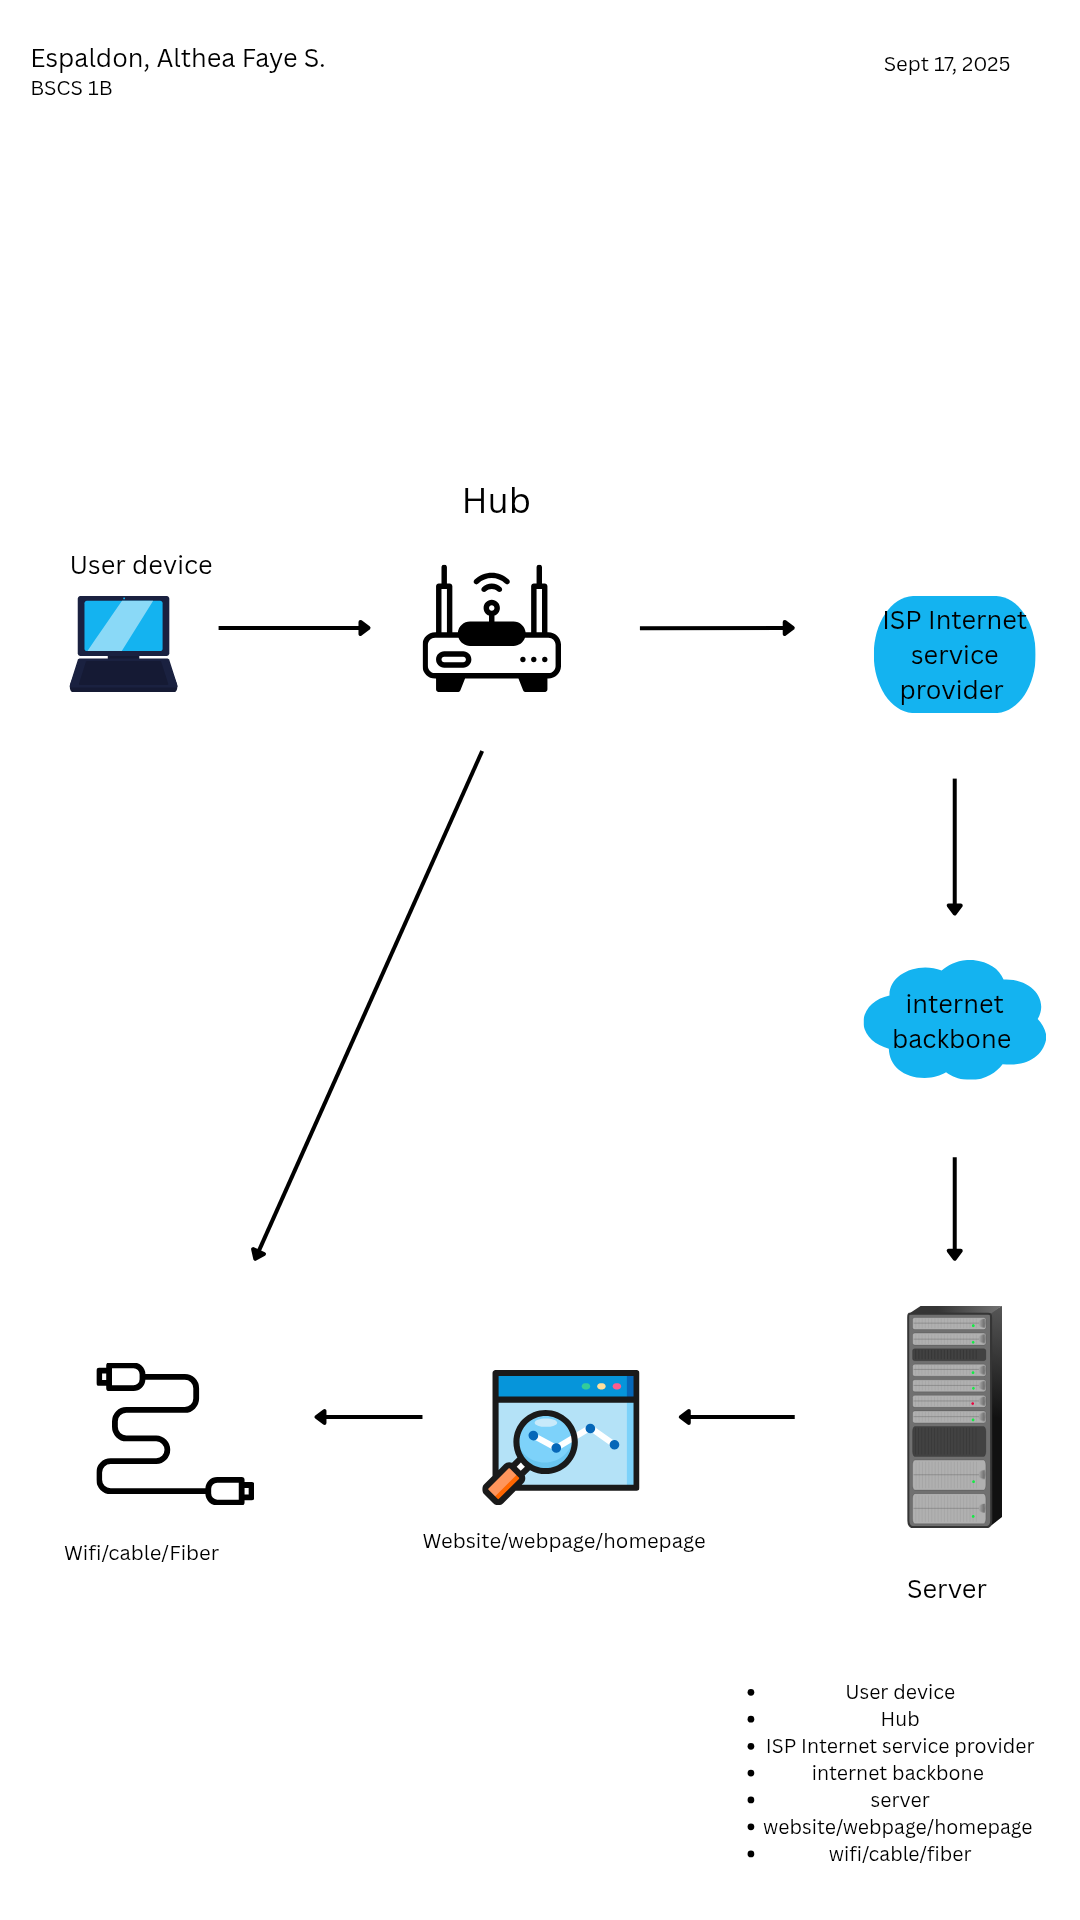 Espaldon, Althea Faye S.
BSCS 1B
Sept 17, 2025
Hub
User device
ISP Internet
service
provider
internet
backbone
Wifi/cable/Fiber
Website/webpage/homepage
Server
• User device
• Hub
• ISP Internet service provider
• internet backbone
• server
• website/webpage/homepage
• wifi/cable/fiber